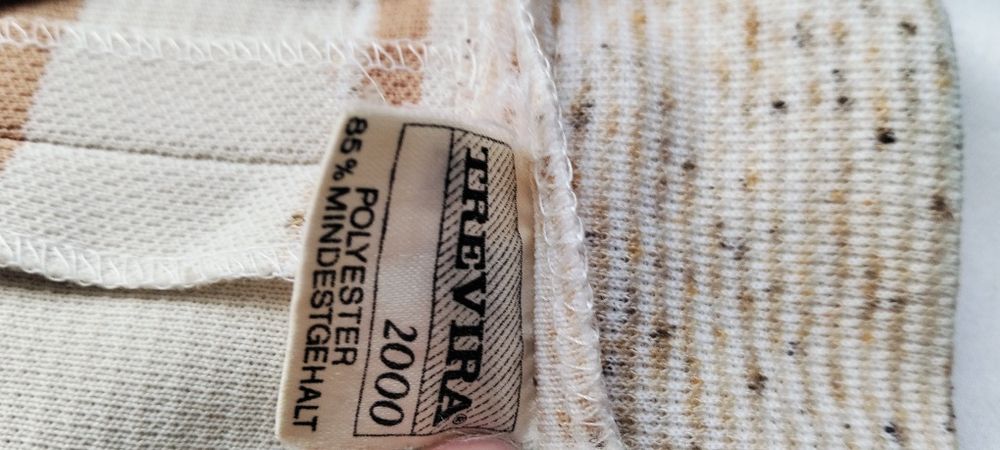 TREVIRA®
2000
POLYESTER
85% MINDESTGEHALT